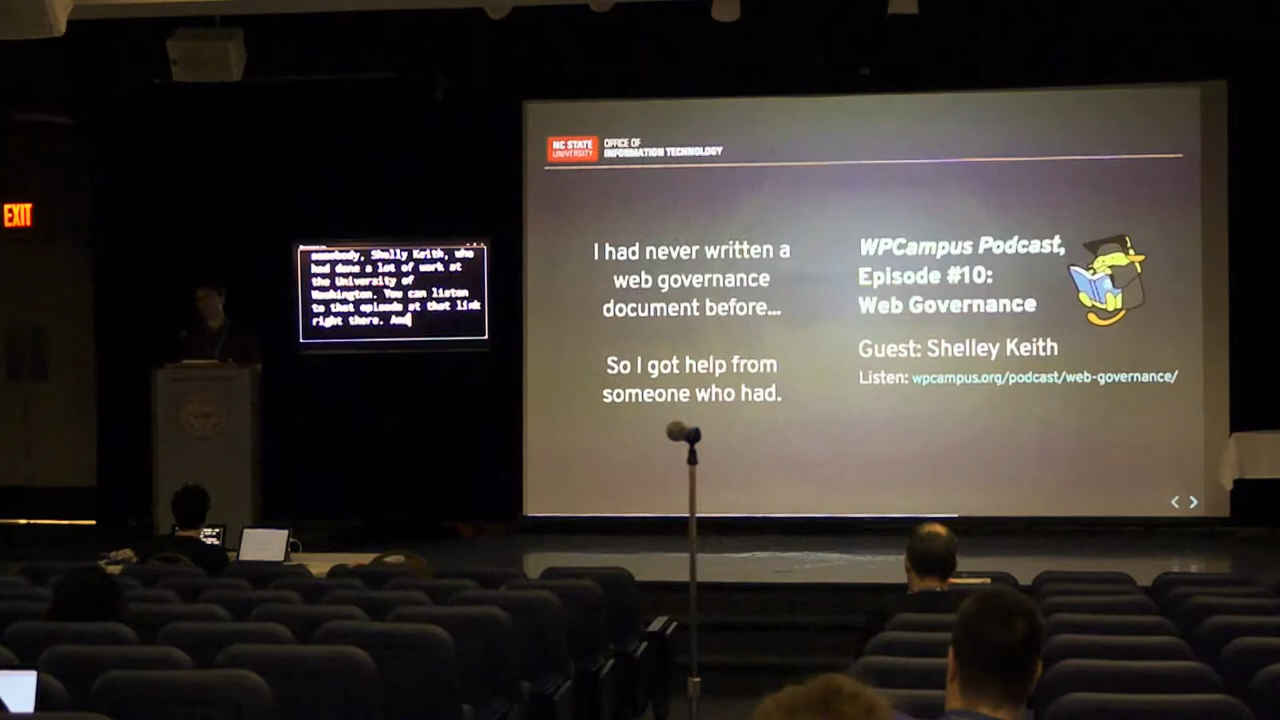 EXIT
somebody, Shelly Keith, who
had done a lot of work at
the University of
Washington. You can listen
to that episode at that link
right there. And
NC STATE
UNIVERSITY
OFFICE OF
INFORMATION TECHNOLOGY
I had never written a
web governance
document before...
So I got help from
someone who had.
WPCampus Podcast,
Episode #10:
Web Governance
Guest: Shelley Keith
Listen: wpcampus.org/podcast/web-governance/